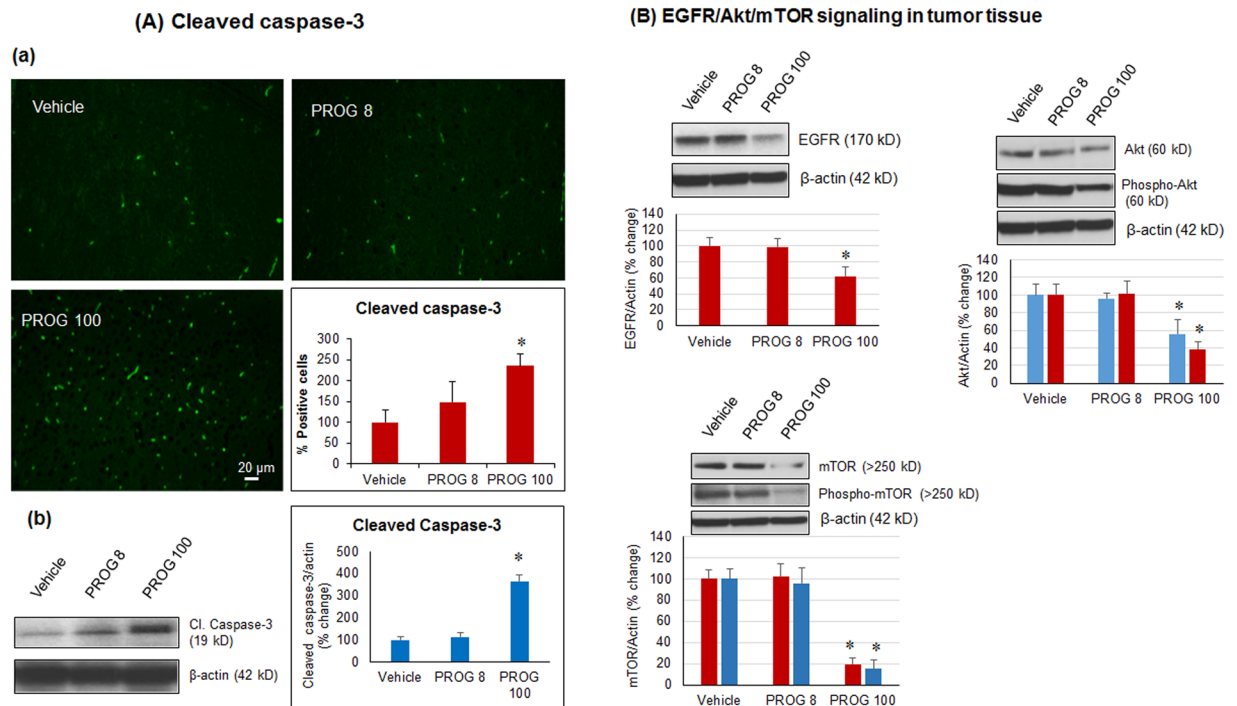 (A) Cleaved caspase-3
(a)
Vehicle
PROG 8
PROG 100
20 µm
Cleaved caspase-3
% Positive cells
300
250
200
150
100
50
0
*
Vehicle PROG 8 PROG 100
(b)
Vehicle PROG 8 PROG 100
Cl. Caspase-3
(19 kD)
β-actin (42 kD)
Cleaved Caspase-3
Cleaved caspase-3/actin
(% change)
500
400
300
200
100
0
*
Vehicle PROG 8 PROG
100
(B) EGFR/Akt/mTOR signaling in tumor tissue
Vehicle PROG 8 PROG 100
EGFR (170 kD)
β-actin (42 kD)
EGFR/Actin (% change)
140
120
100
80
60
40
20
0
*
Vehicle PROG 8 PROG 100
Vehicle PROG 8 PROG 100
Akt (60 kD)
Phospho-Akt
(60 kD)
β-actin (42 kD)
Akt/Actin (% change)
140
120
100
80
60
40
20
0
* *
Vehicle PROG 8 PROG 100
Vehicle PROG 8 PROG 100
mTOR (>250 kD)
Phospho-mTOR (>250 kD)
β-actin (42 kD)
mTOR/Actin (% change)
140
120
100
80
60
40
20
0
* *
Vehicle PROG 8 PROG 100